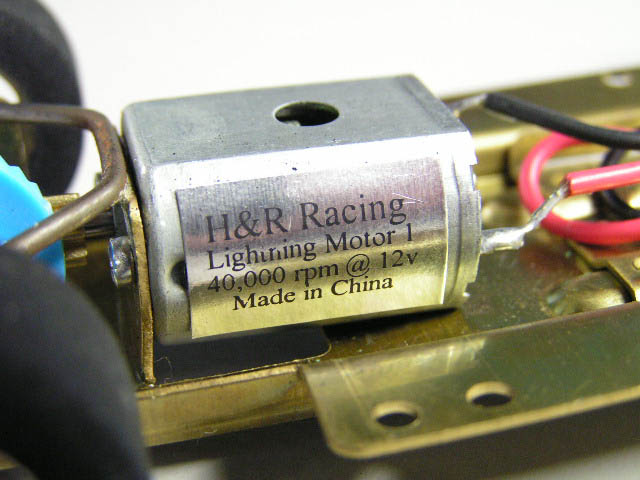 H&R Racing
Lightning Motor 1
40,000 rpm @ 12v
Made in China